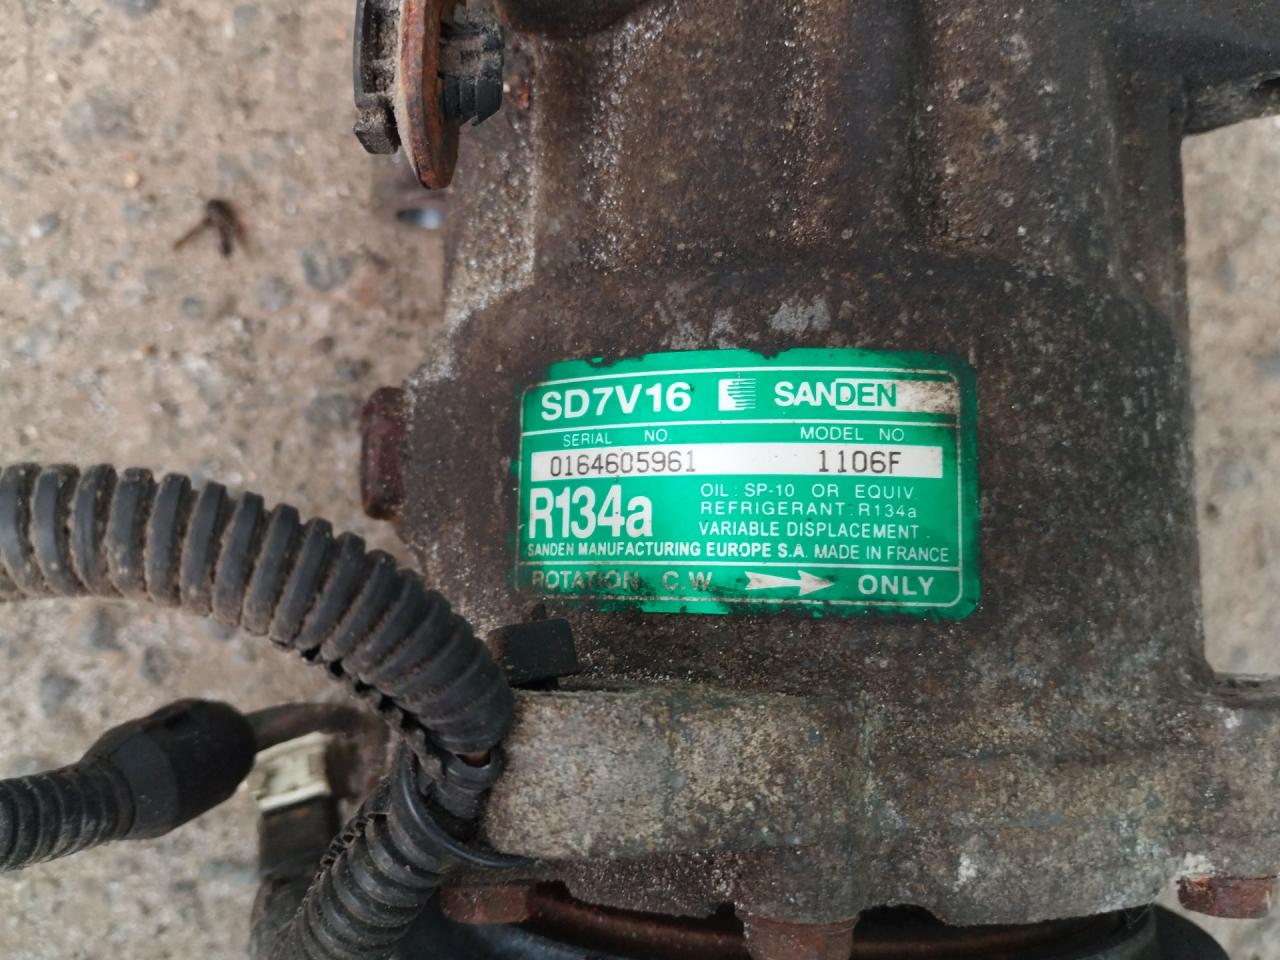 SD7V16 SANDEN
SERIAL NO. MODEL NO
0164605961 1106F
R134a
OIL : SP-10 OR EQUIV.
REFRIGERANT : R134a
VARIABLE DISPLACEMENT.
SANDEN MANUFACTURING EUROPE S.A. MADE IN FRANCE
ROTATION C.W. ONLY